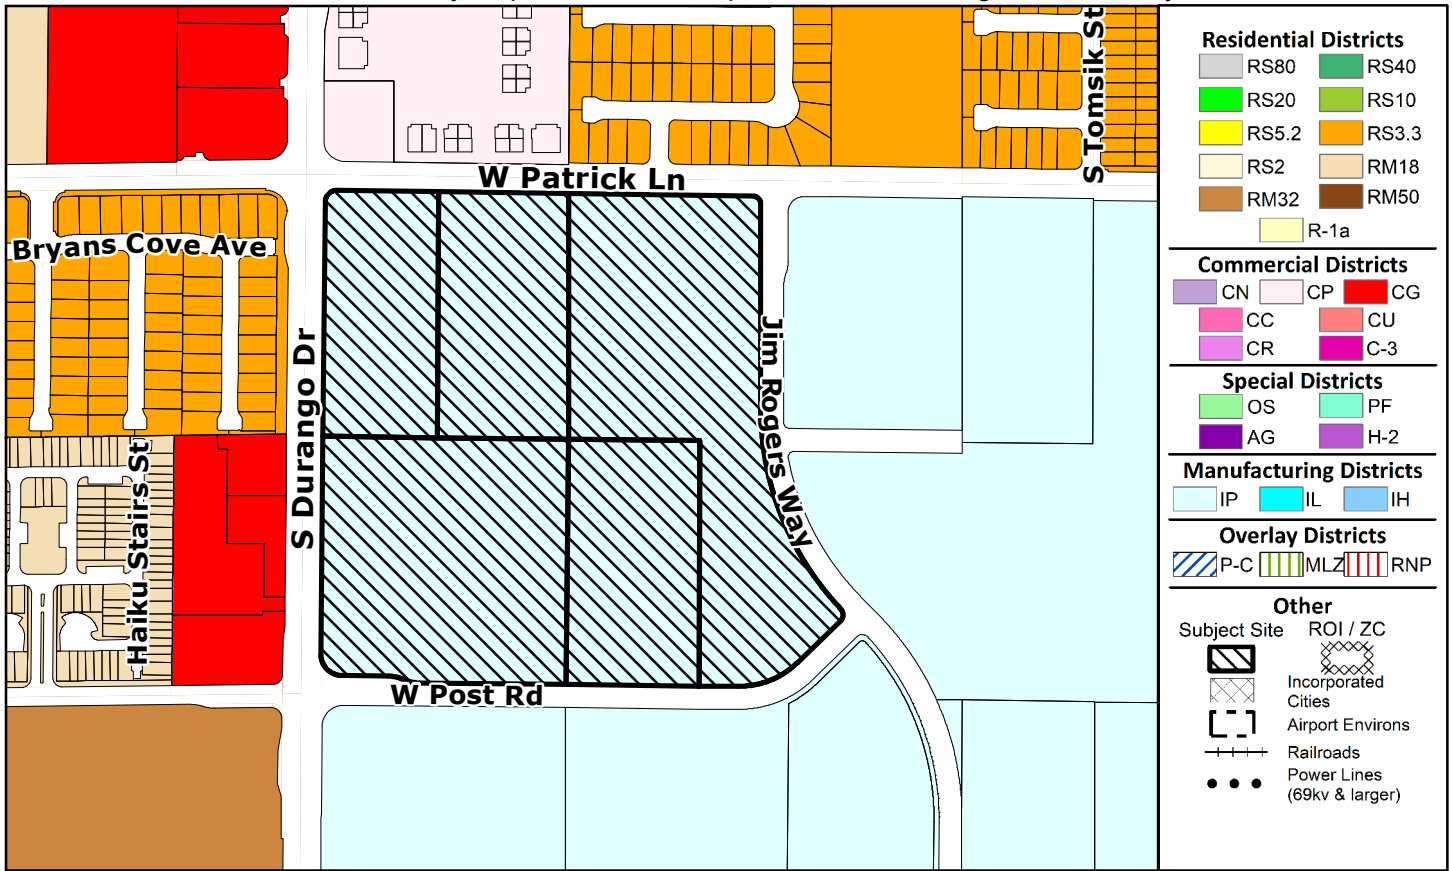 S Tomsik St
W Patrick Ln
Bryans Cove Ave
S Durango Dr
Jim Rogers Way
Haiku Stairs St
W Post Rd
Residential Districts
RS80 RS40
RS20 RS10
RS5.2 RS3.3
RS2 RM18
RM32 RM50
R-1a
Commercial Districts
CN CP CG
CC CU
CR C-3
Special Districts
OS PF
AG H-2
Manufacturing Districts
IP IL IH
Overlay Districts
P-C MLZ RNP
Other
Subject Site ROI / ZC
Incorporated
Cities
Airport Environs
Railroads
Power Lines
(69kv & larger)